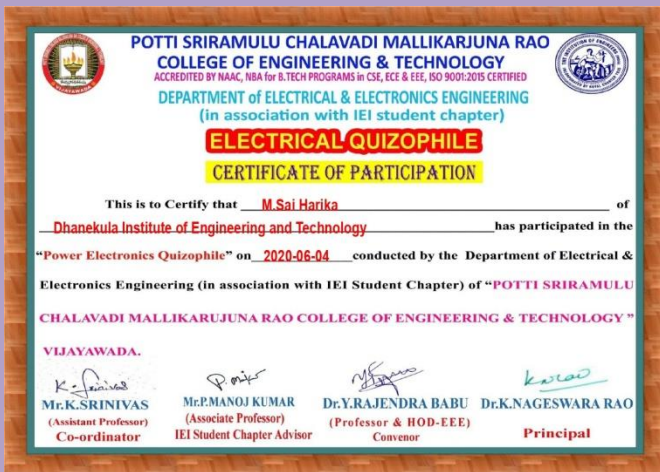 POTTI SRIRAMULU CHALAVADI MALLIKARJUNA RAO
COLLEGE OF ENGINEERING & TECHNOLOGY
ACCREDITED BY NAAC, NBA for B.TECH PROGRAMS in CSE, ECE & EEE, ISO 9001:2015 CERTIFIED
DEPARTMENT of ELECTRICAL & ELECTRONICS ENGINEERING
(in association with IEI student chapter)
ELECTRICAL QUIZOPHILE
CERTIFICATE OF PARTICIPATION
This is to Certify that M.Sai Harika of
Dhanekula Institute of Engineering and Technology has participated in the
“Power Electronics Quizophile” on 2020-06-04 conducted by the Department of Electrical &
Electronics Engineering (in association with IEI Student Chapter) of “POTTI SRIRAMULU
CHALAVADI MALLIKARUJUNA RAO COLLEGE OF ENGINEERING & TECHNOLOGY ”
VIJAYAWADA.
Mr.K.SRINIVAS Mr.P.MANOJ KUMAR Dr.Y.RAJENDRA BABU Dr.K.NAGESWARA RAO
(Assistant Professor) (Associate Professor) (Professor & HOD-EEE)
Co-ordinator IEI Student Chapter Advisor Convenor Principal